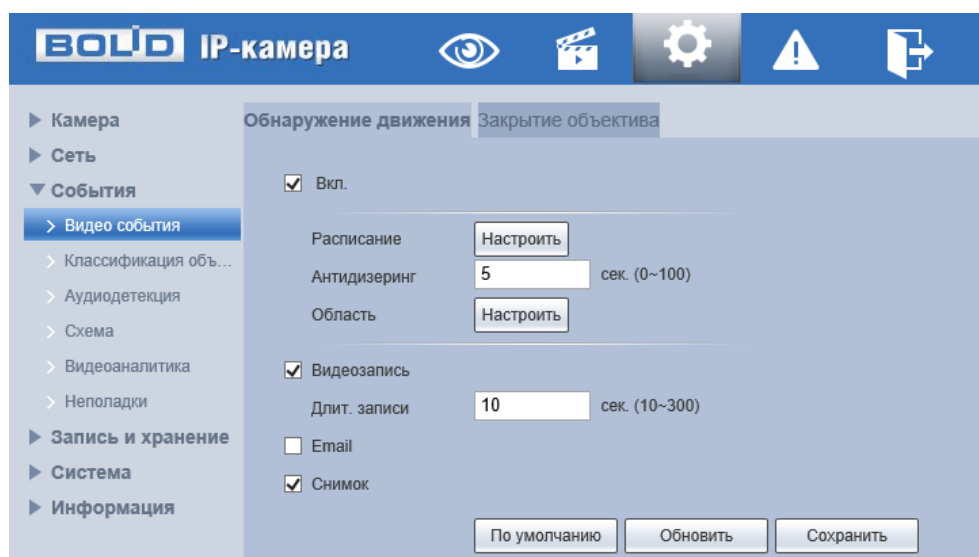 BOLID IP-камера
Камера
Сеть
События
Видео события
Классификация объ...
Аудиодетекция
Схема
Видеоаналитика
Неполадки
Запись и хранение
Система
Информация
Обнаружение движения Закрытие объектива
Вкл.
Расписание Настроить
Антидизеринг 5 сек. (0~100)
Область Настроить
Видеозапись
Длит. записи 10 сек. (10~300)
Email
Снимок
По умолчанию Обновить Сохранить